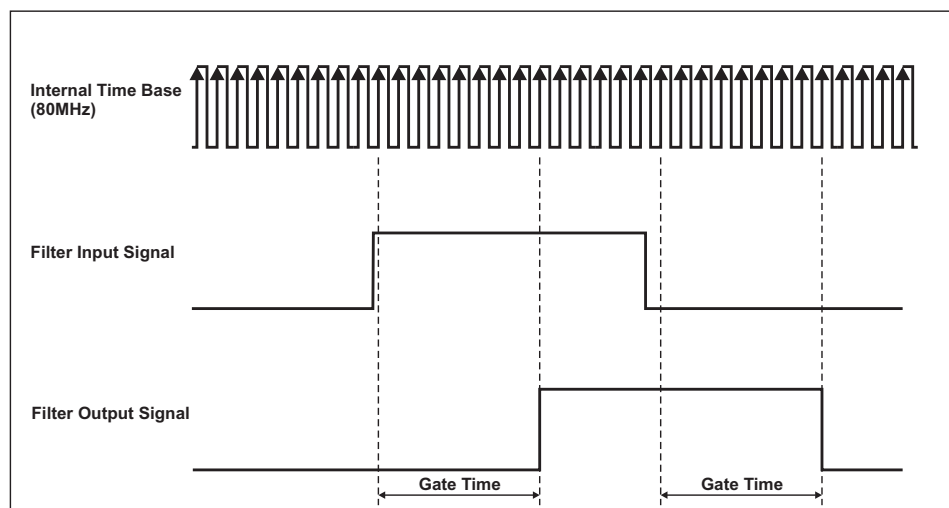 Internal Time Base
(80MHz)
Filter Input Signal
Filter Output Signal
Gate Time
Gate Time